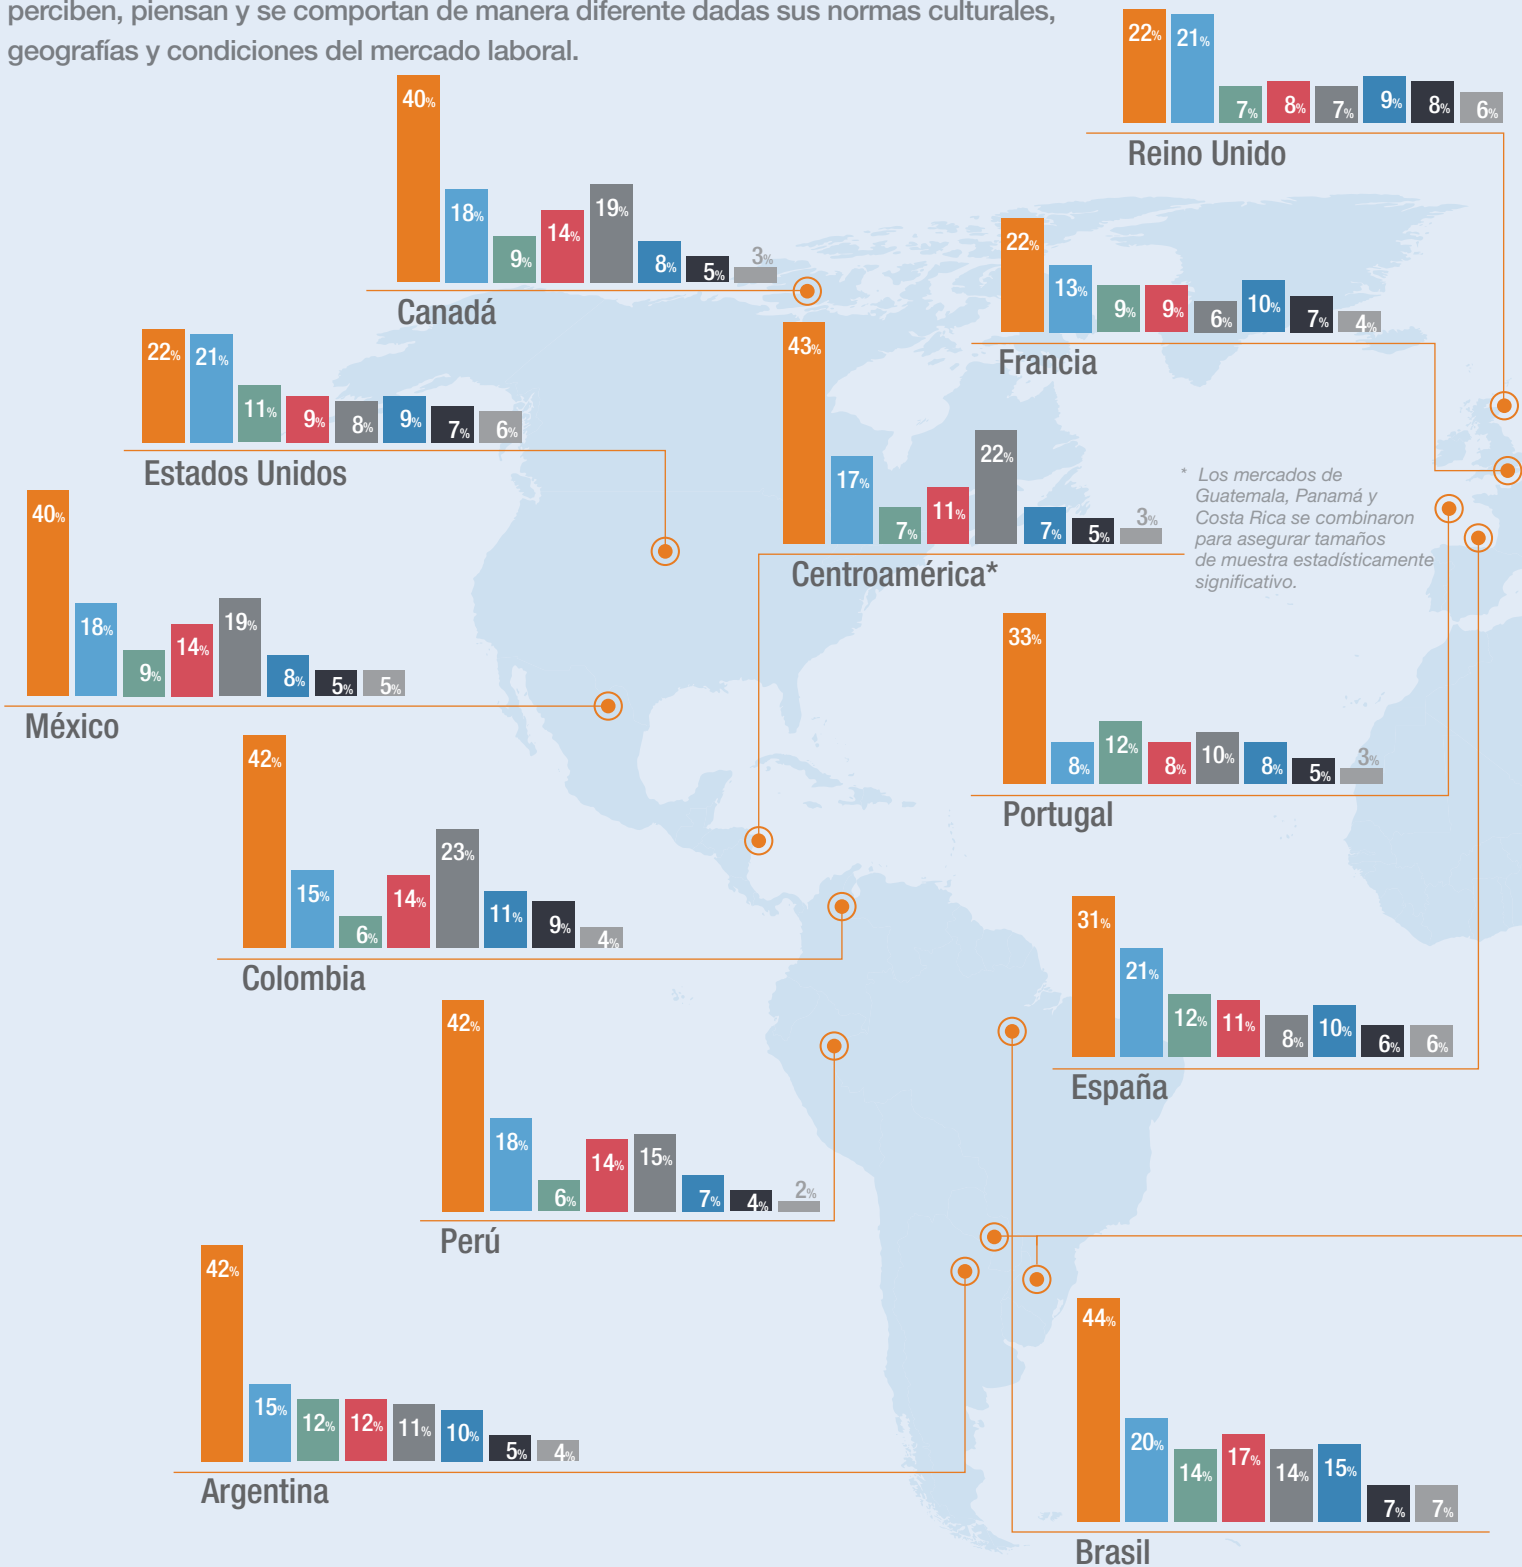 perciben, piensan y se comportan de manera diferente dadas sus normas culturales,
geografías y condiciones del mercado laboral.
22% 21% 7% 8% 7% 9% 8% 6%
Reino Unido
40% 18% 9% 14% 19% 8% 5% 3%
Canadá
22% 13% 9% 9% 6% 10% 7% 4%
Francia
22% 21% 11% 9% 8% 9% 7% 6%
Estados Unidos
43% 17% 7% 11% 22% 7% 5% 3%
Centroamérica*
* Los mercados de
Guatemala, Panamá y
Costa Rica se combinaron
para asegurar tamaños
de muestra estadísticamente
significativo.
40% 18% 9% 14% 19% 8% 5% 5%
México
33% 8% 12% 8% 10% 8% 5% 3%
Portugal
42% 15% 6% 14% 23% 11% 9% 4%
Colombia
31% 21% 12% 11% 8% 10% 6% 6%
España
42% 18% 6% 14% 15% 7% 4% 2%
Perú
42% 15% 12% 12% 11% 10% 5% 4%
Argentina
44% 20% 14% 17% 14% 15% 7% 7%
Brasil